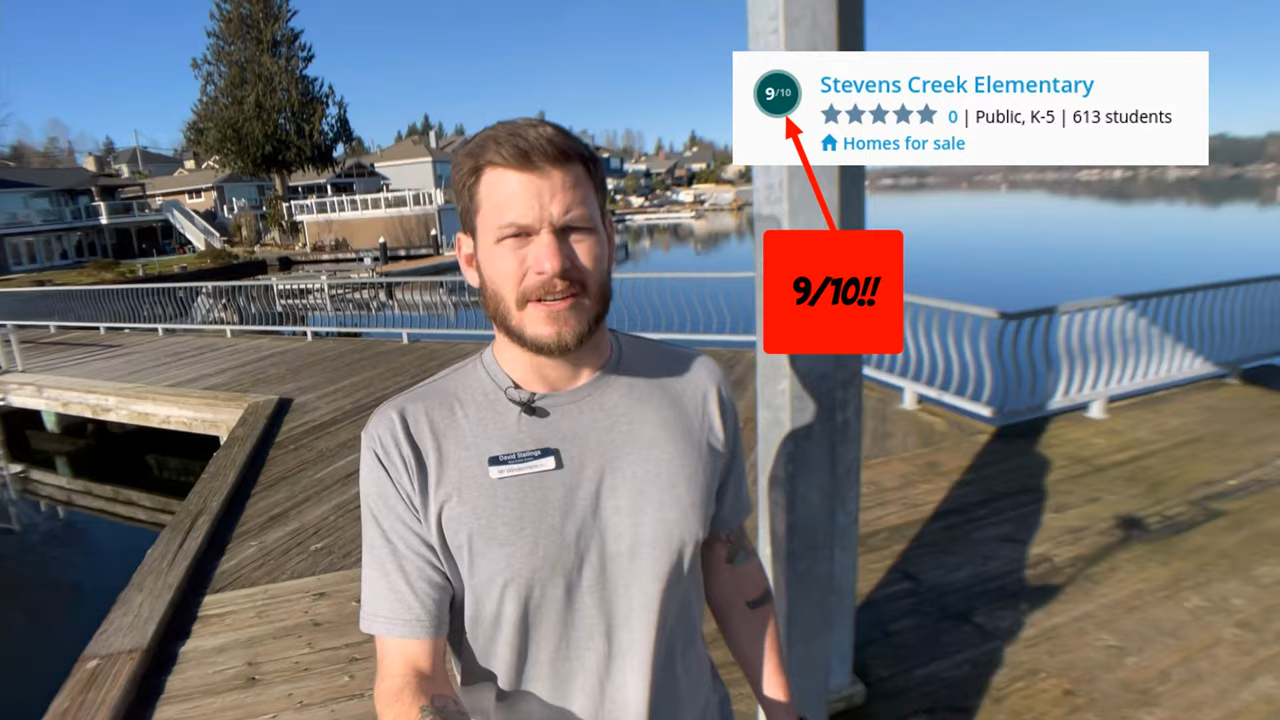 9/10
Stevens Creek Elementary
0 | Public, K-5 | 613 students
Homes for sale
9/10!!
David Stallings